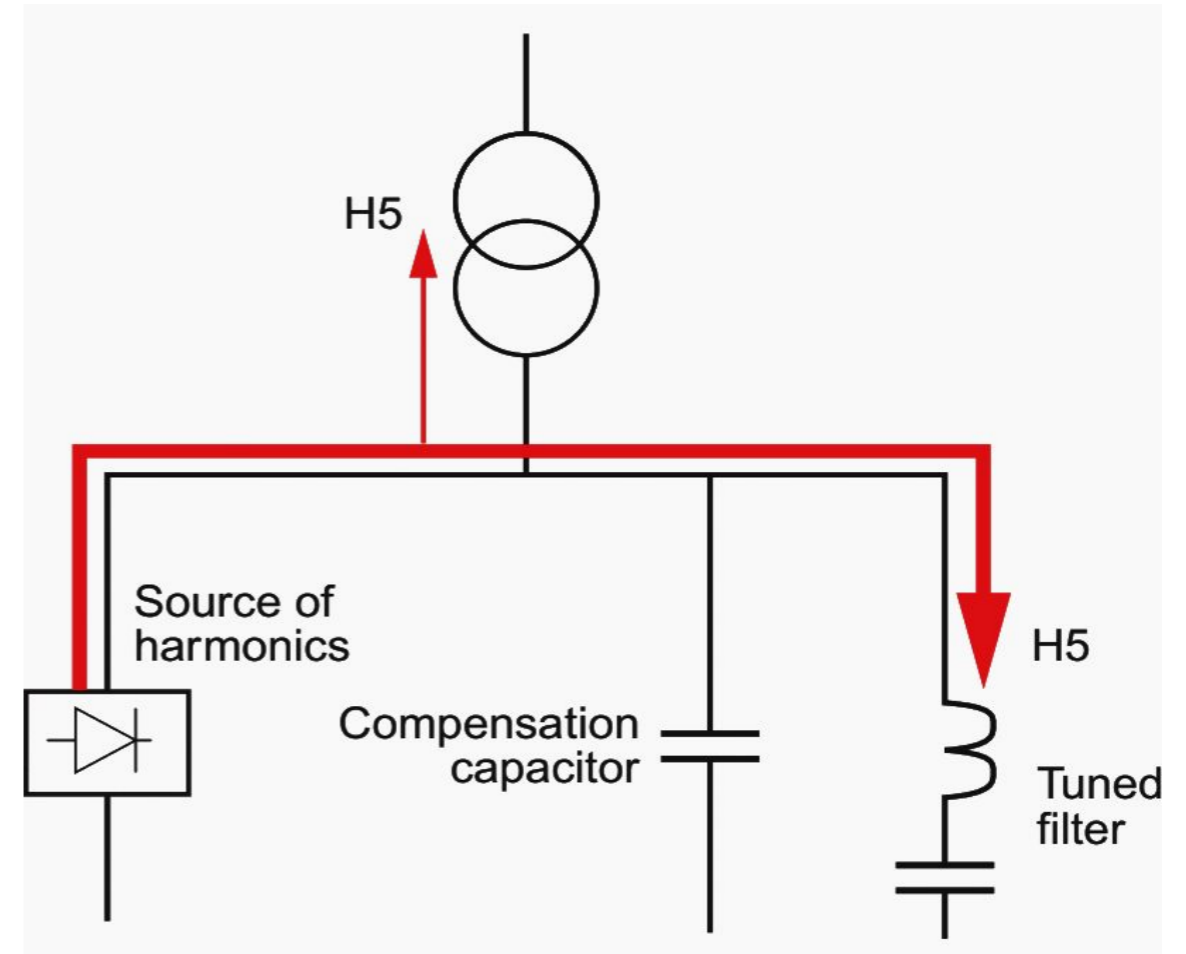 H5
Source of
harmonics
H5
Compensation
capacitor
Tuned
filter